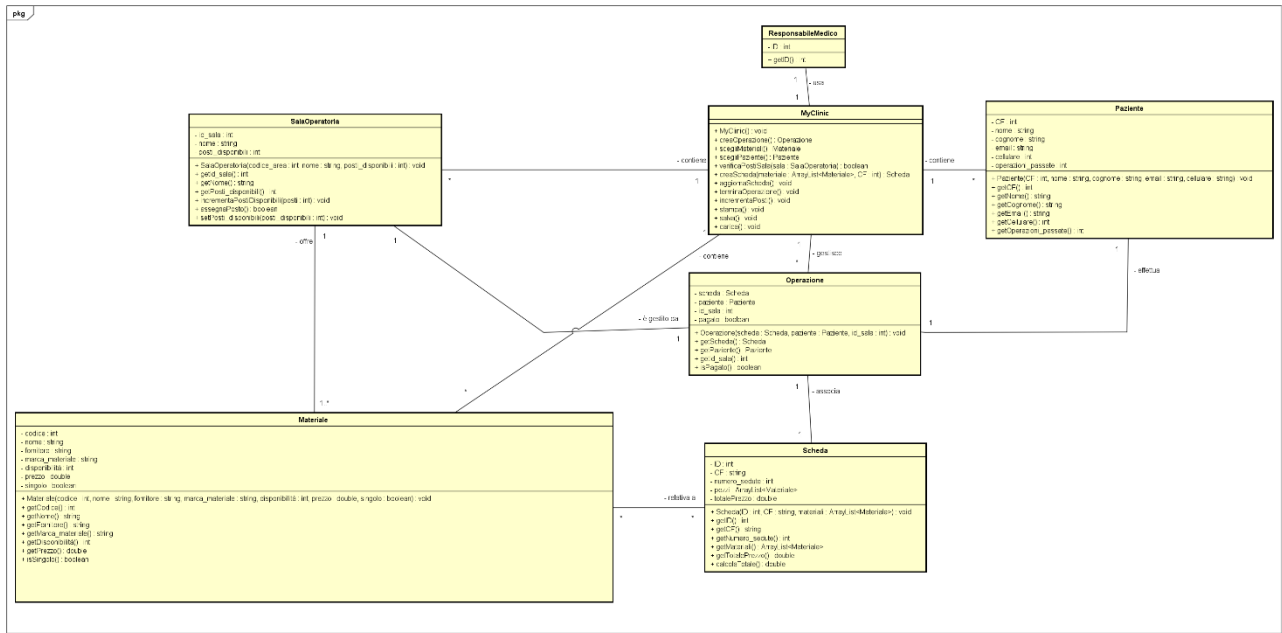 pkg
ResponsabileMedico
- ID : int
+ getID() : int
1
- usa
1
SalaOperatoria
- id_sala : int
- nome : string
posti_disponibili : int
+ SalaOperatoria(codice_area : int nome : string, posti_disponibili : int) : void
+ getId_sala() : int
+ getNome() : string
+ getPosti_disponibili() : int
+ incrementaPostiDisponibili(posti : int) : void
+ assegnaPosto() : boolean
+ setPosti_disponibili(posti_disponibili : int) : void
MyClinic
+ MyClinic() : void
+ creaOperazione() : Operazione
+ scegliMateriali() : Materiale
+ scegliPaziente() : Paziente
+ verificaPostiSala(sala : SalaOperatoria) : boolean
+ creaScheda(materiale : ArrayList<Materiale>, CF : int) : Scheda
+ aggiornaScheda() : void
+ terminaOperazione() : void
+ incrementaPosti() : void
+ stampa() : void
+ salva() : void
+ carica() : void
Paziente
- CF : int
- nome : string
- cognome : string
email : string
- cellulare : int
- operazioni_passate : int
+ Paziente(CF : int, nome : string, cognome : string, email : string, cellulare : string) : void
+ getCF() : int
+ getNome() : string
+ getCognome() : string
+ getEmail() : string
+ getCellulare() : int
+ getOperazioni_passate() : int
- contiene
*
1
- contiene
1
*
- offre
1
1
contiene
*
- gestisce
*
- effettua
1
- è gestito da
1
1..*
*
Operazione
- scheda : Scheda
- paziente : Paziente
- id_sala : int
- pagato : boolean
+ Operazione(scheda : Scheda, paziente : Paziente, id_sala : int) : void
+ getScheda() : Scheda
+ getPaziente() : Paziente
+ getId_sala() : int
+ isPagato() : boolean
1
- associa
Materiale
- codice : int
- nome : string
- fornitore : string
- marca_materiale : string
- disponibilità : int
- prezzo : double
- singolo : boolean
+ Materiale(codice : int, nome : string, fornitore : string, marca_materiale : string, disponibilità : int, prezzo : double, singolo : boolean) : void
+ getCodice() : int
+ getNome() : string
+ getFornitore() : string
+ getMarca_materiale() : string
+ getDisponibilità() : int
+ getPrezzo() : double
+ isSingolo() : boolean
- relativa a
*
*
Scheda
- ID : int
- CF : string
- numero_sedute : int
- pezzi : ArrayList<Materiale>
- totalePrezzo : double
+ Scheda(ID : int, CF : string, materiali : ArrayList<Materiale>) : void
+ getID() : int
+ getCF() : string
+ getNumero_sedute() : int
+ getMateriali() : ArrayList<Materiale>
+ getTotalePrezzo() : double
+ calcolaTotale() : double